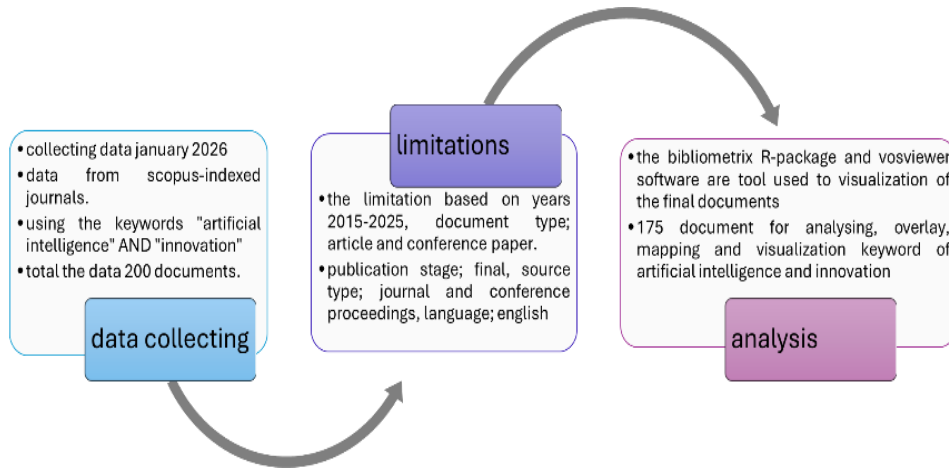 • collecting data january 2026
• data from scopus-indexed
journals.
• using the keywords "artificial
intelligence" AND "innovation"
• total the data 200 documents.
data collecting
limitations
• the limitation based on years
2015-2025, document type;
article and conference paper.
• publication stage; final, source
type; journal and conference
proceedings, language; english
• the bibliometrix R-package and vosviewer
software are tool used to visualization of
the final documents
• 175 document for analysing, overlay,
mapping and visualization keyword of
artificial intelligence and innovation
analysis